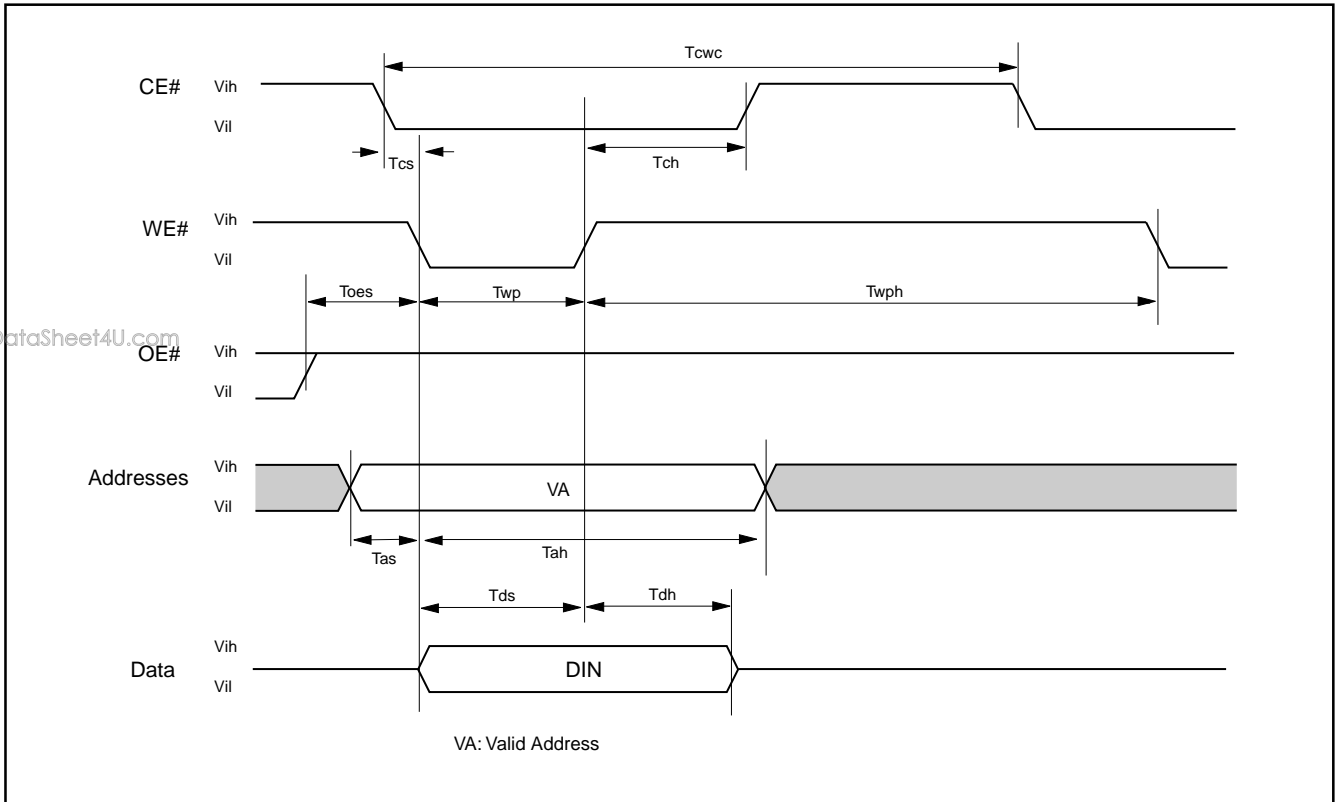 Tcwc
CE# Vih
Vil
Tcs
Tch
WE# Vih
Vil
Toes Twp Twph
ataSheet4U.com
OE# Vih
Vil
Addresses Vih
VA
Vil
Tas Tah
Tds Tdh
Vih
Data DIN
Vil
VA: Valid Address